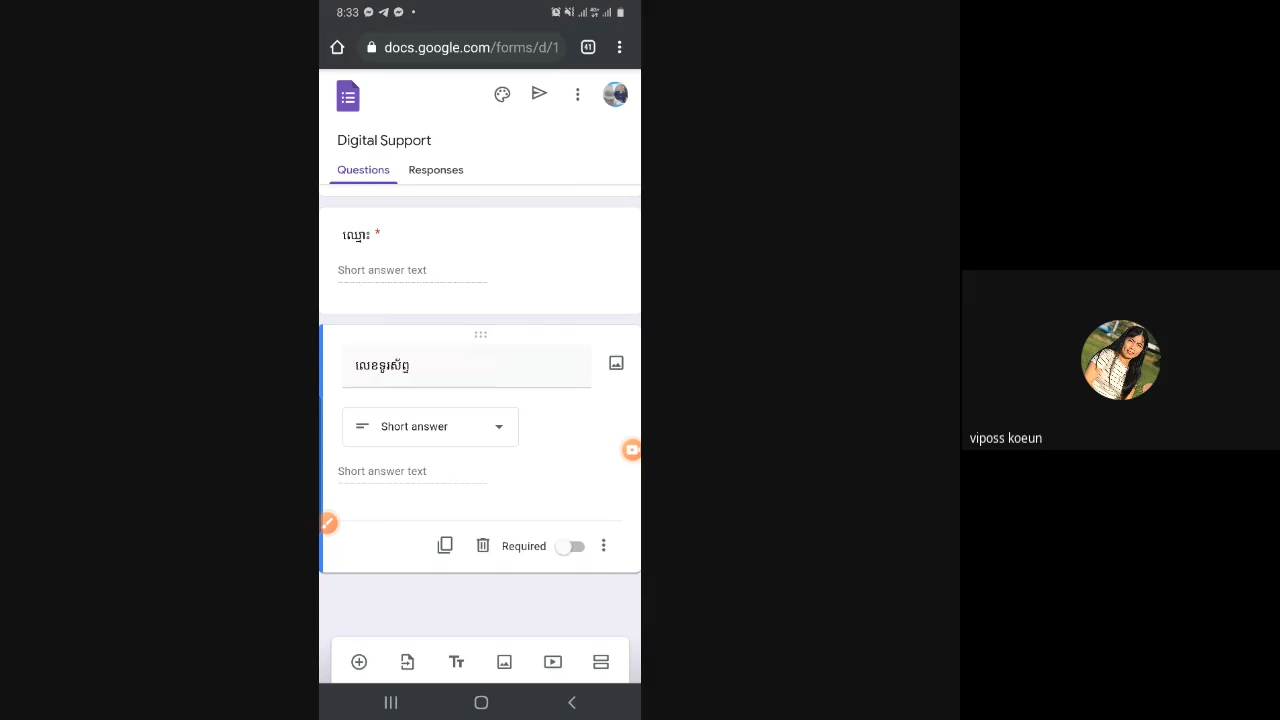 8:33
docs.google.com/forms/d/1
41
Digital Support
Questions Responses
ឈ្មោះ *
Short answer text
លេខទូរស័ព្ទ
Short answer
Short answer text
Required
viposs koeun